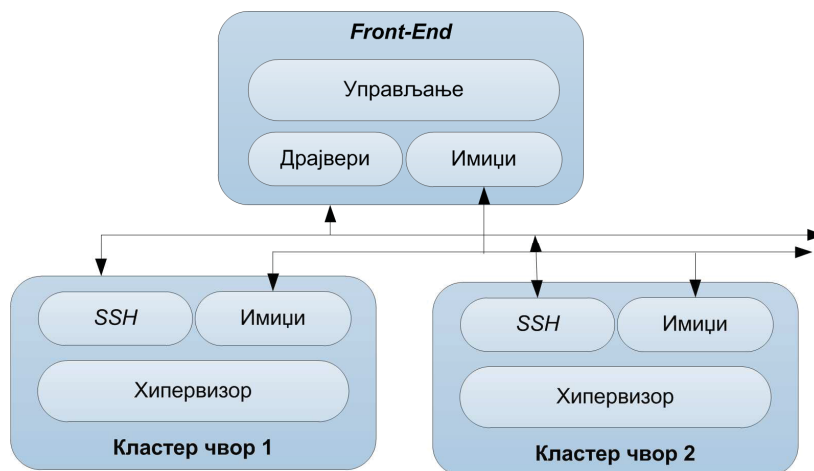 Front-End
Управљање
Драјвери
Имиџи
SSH
Имиџи
Хипервизор
Кластер чвор 1
SSH
Имиџи
Хипервизор
Кластер чвор 2